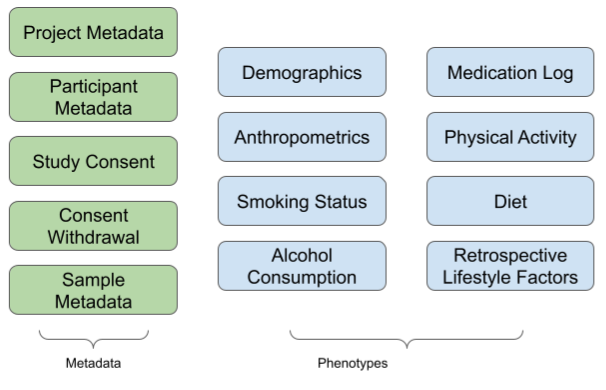 Project Metadata
Participant
Metadata
Study Consent
Consent
Withdrawal
Sample
Metadata
Metadata
Demographics
Anthropometrics
Smoking Status
Alcohol
Consumption
Medication Log
Physical Activity
Diet
Retrospective
Lifestyle Factors
Phenotypes